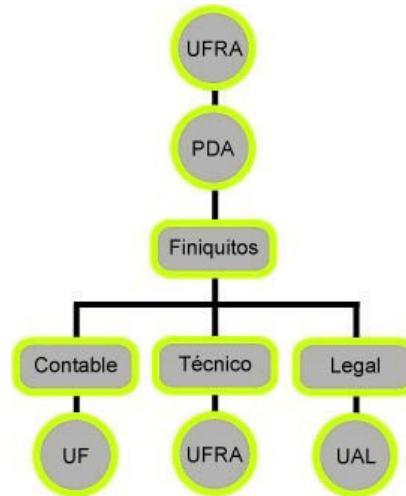 UFRA
PDA
Finiquitos
Contable
Técnico
Legal
UF
UFRA
UAL